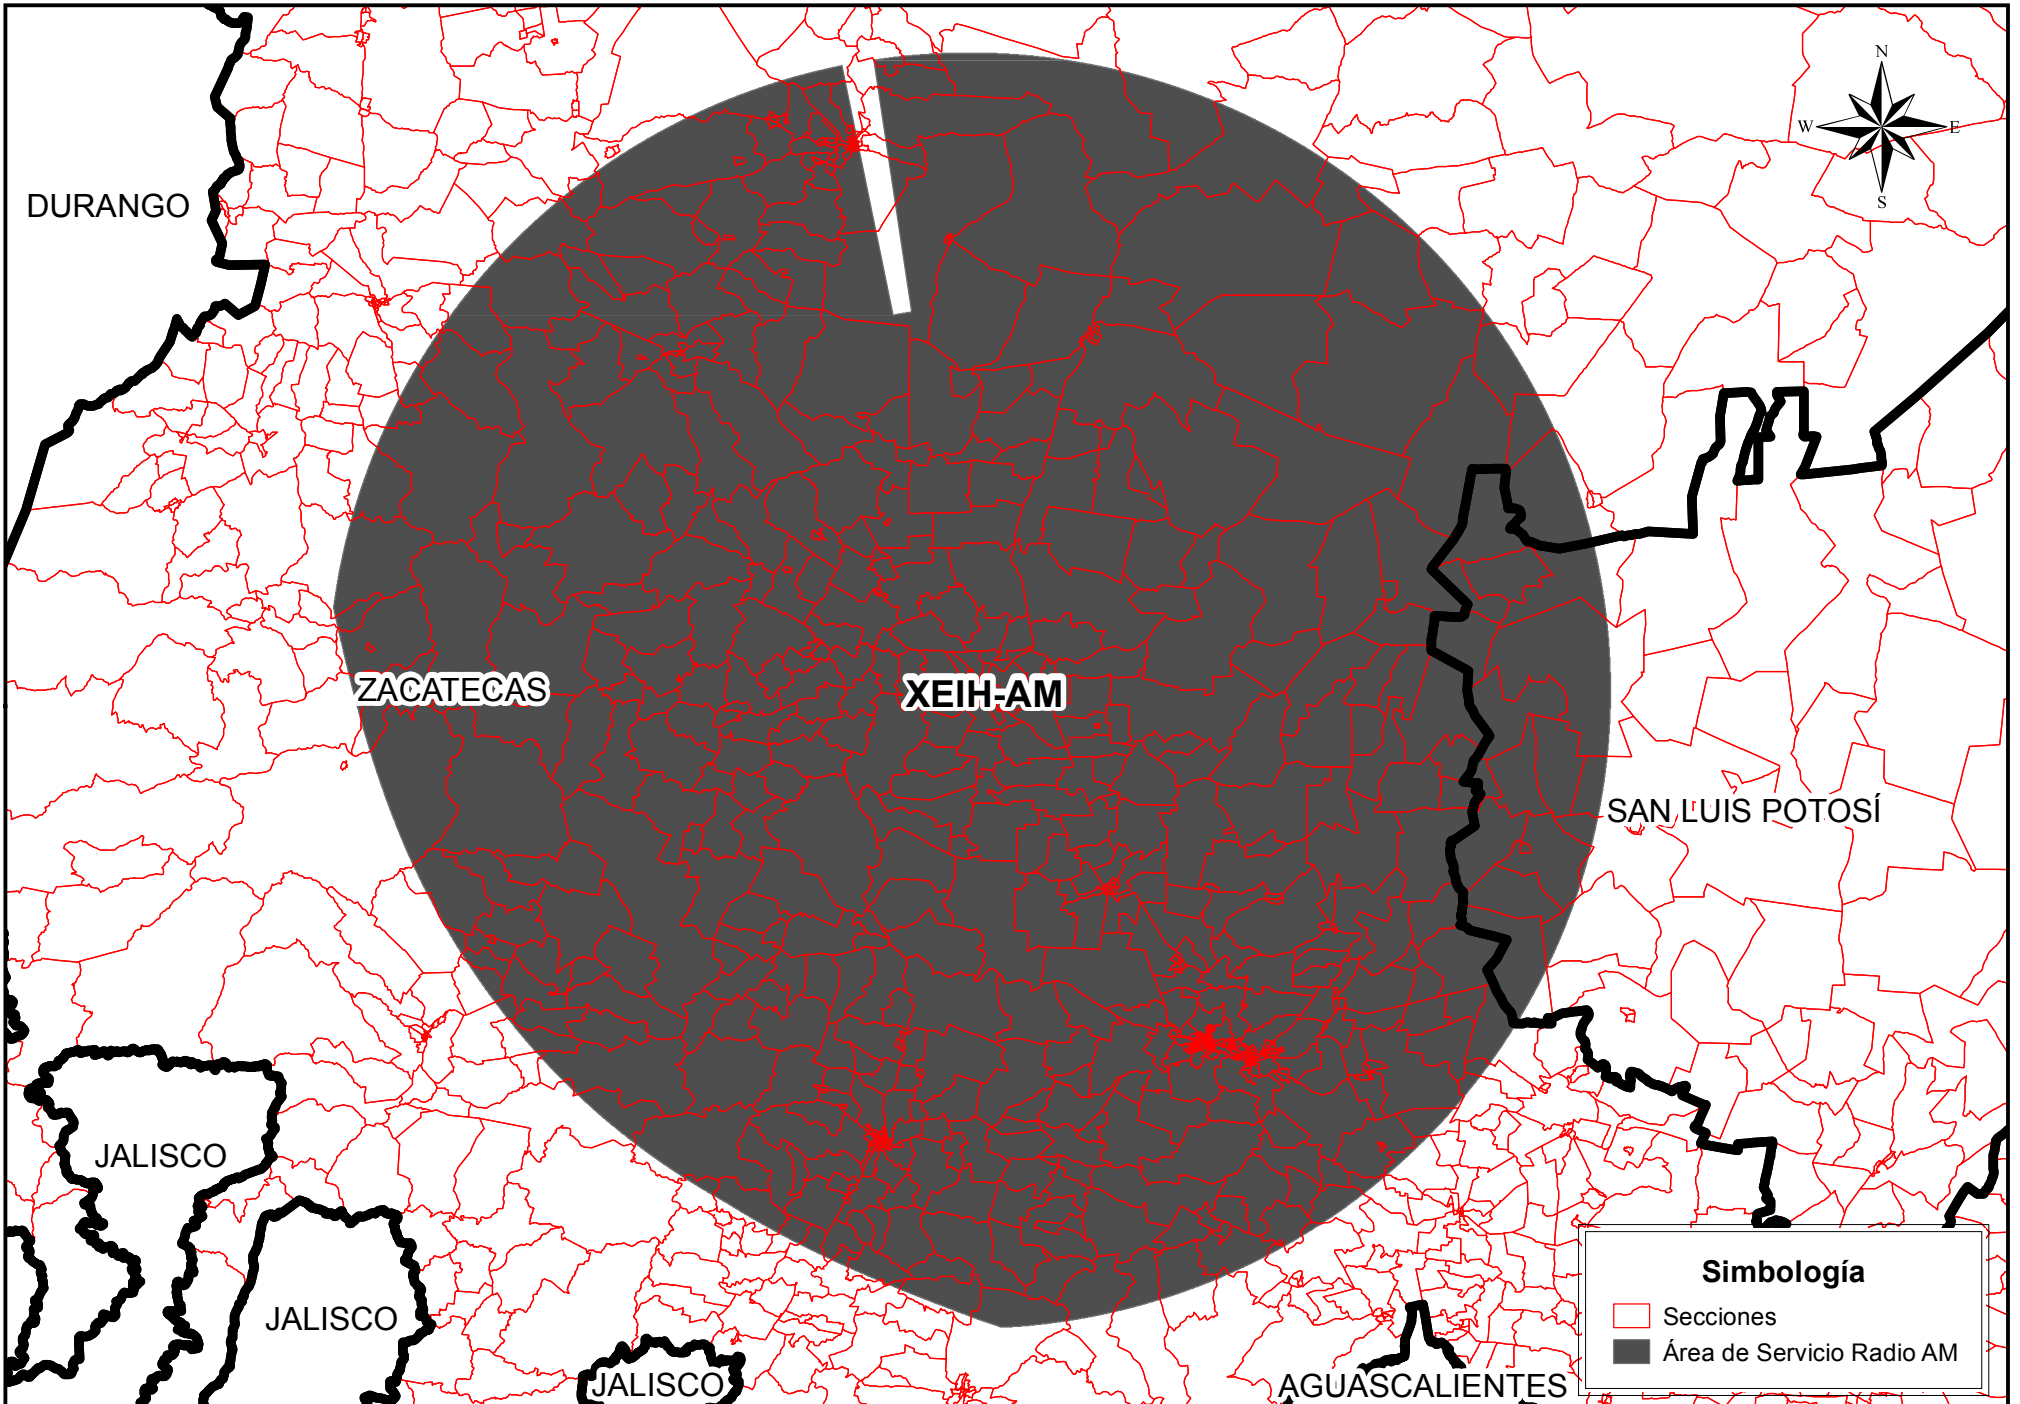 N
W E
S
DURANGO
ZACATECAS
XEIH-AM
SAN LUIS POTOSÍ
JALISCO
JALISCO
JALISCO
AGUASCALIENTES
Simbología
Secciones
Área de Servicio Radio AM